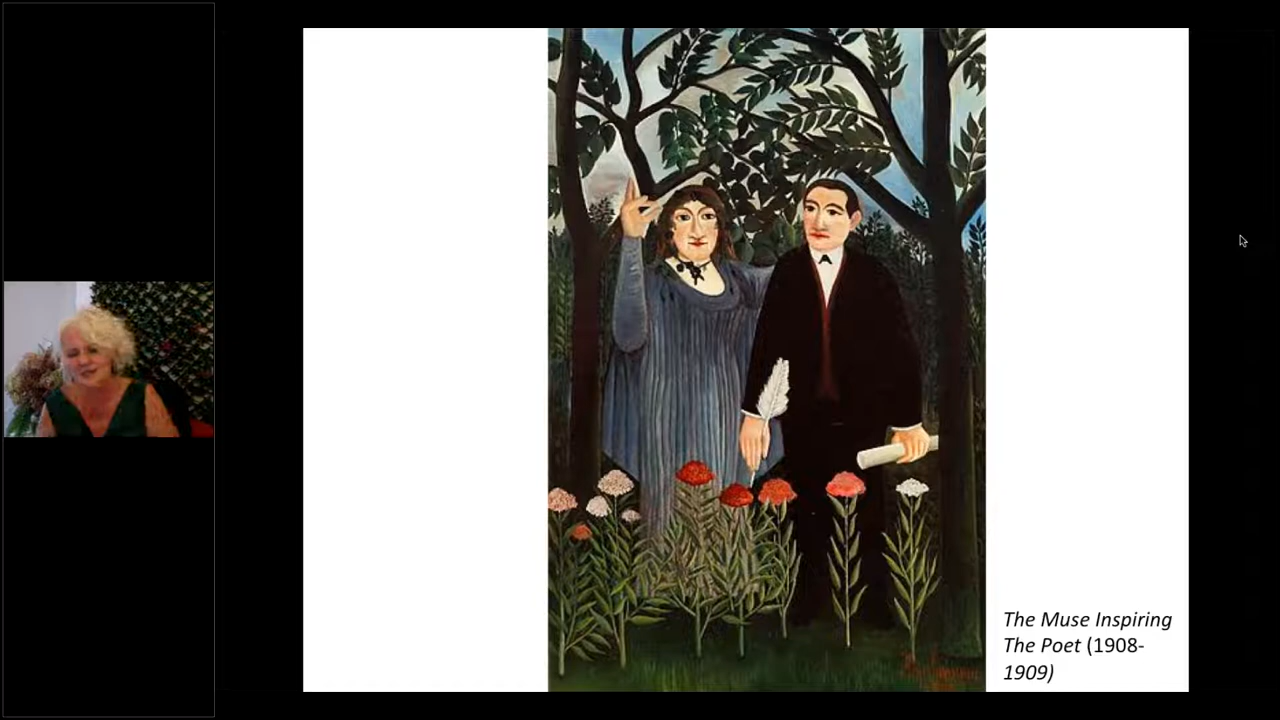 The Muse Inspiring
The Poet (1908-
1909)